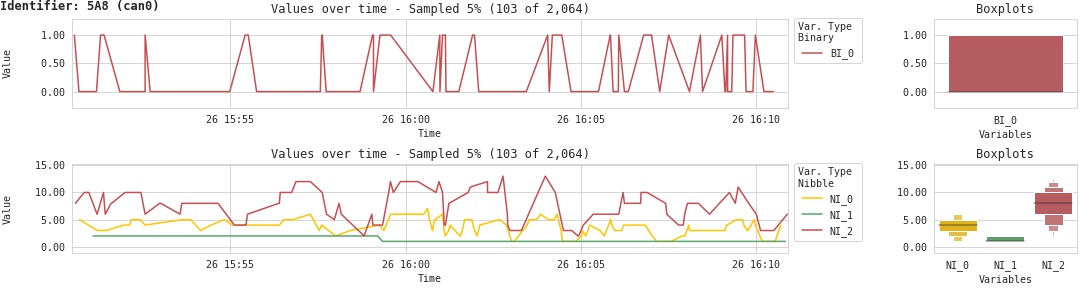 Identifier: 5A8 (can0)
Values over time - Sampled 5% (103 of 2,064)
Boxplots
Value
1.00
0.50
0.00
26 15:55
26 16:00
26 16:05
26 16:10
Time
Var. Type
Binary
BI_0
1.00
0.50
0.00
BI_0
Variables
Values over time - Sampled 5% (103 of 2,064)
Boxplots
Value
15.00
10.00
5.00
0.00
26 15:55
26 16:00
26 16:05
26 16:10
Time
Var. Type
Nibble
NI_0
NI_1
NI_2
15.00
10.00
5.00
0.00
NI_0 NI_1 NI_2
Variables